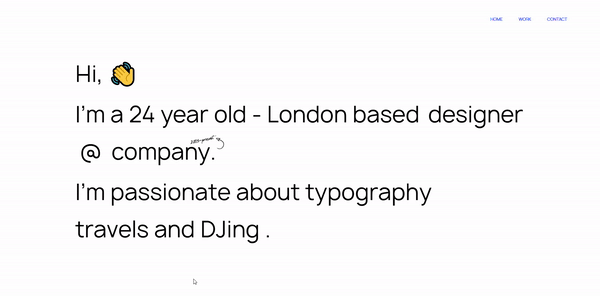 HOME WORK CONTACT
Hi, 👋
I'm a 24 year old - London based designer
@ company.
I'm passionate about typography
travels and DJing .